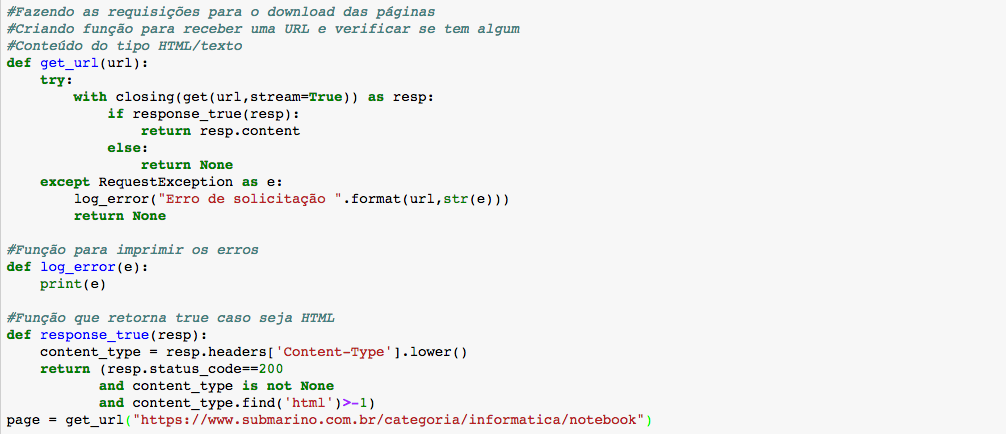 #Fazendo as requisições para o download das páginas
#Criando função para receber uma URL e verificar se tem algum
#Conteúdo do tipo HTML/texto
def get_url(url):
    try:
        with closing(get(url,stream=True)) as resp:
            if response_true(resp):
                return resp.content
            else:
                return None
    except RequestException as e:
        log_error("Erro de solicitação ".format(url,str(e)))
        return None

#Função para imprimir os erros
def log_error(e):
    print(e)

#Função que retorna true caso seja HTML
def response_true(resp):
    content_type = resp.headers['Content-Type'].lower()
    return (resp.status_code==200
           and content_type is not None
           and content_type.find('html')>-1)
page = get_url("https://www.submarino.com.br/categoria/informatica/notebook")